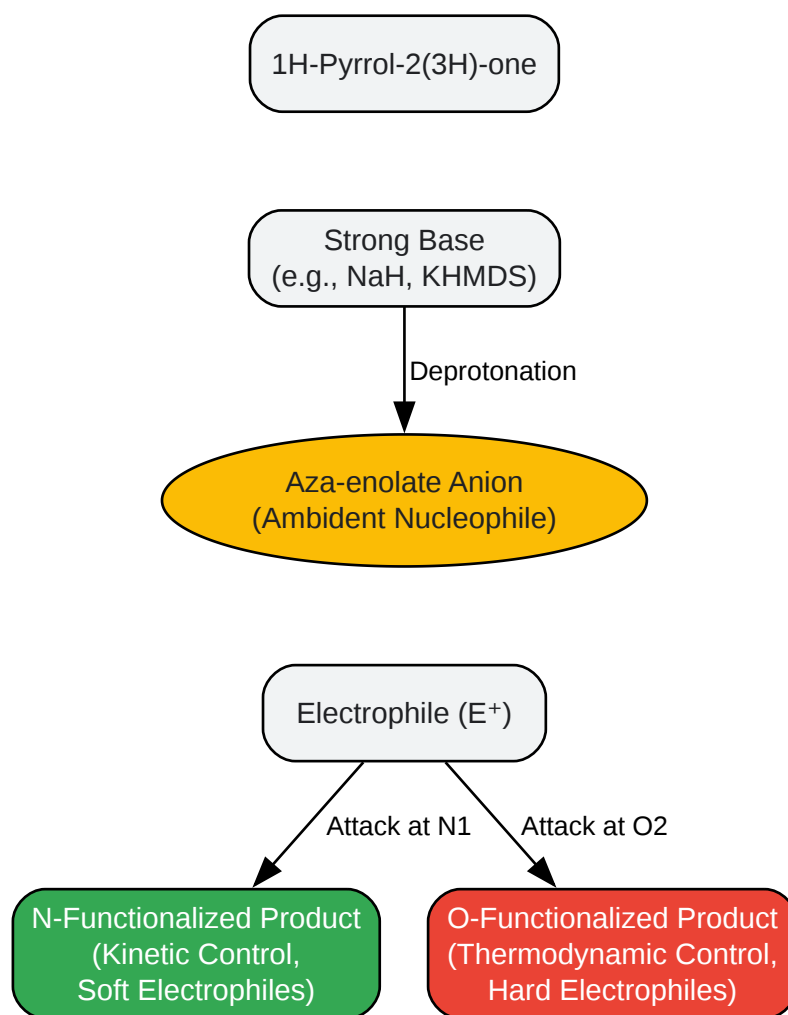 1H-Pyrrol-2(3H)-one
Strong Base
(e.g., NaH, KHMDS)
Deprotonation
Aza-enolate Anion
(Ambident Nucleophile)
Electrophile (E⁺)
Attack at N1
Attack at O2
N-Functionalized Product
(Kinetic Control,
Soft Electrophiles)
O-Functionalized Product
(Thermodynamic Control,
Hard Electrophiles)